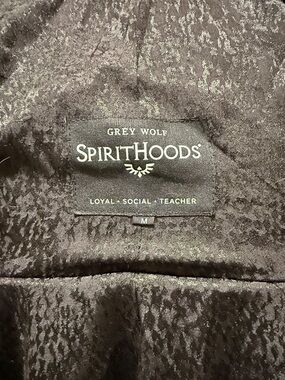 GREY WOLF
SPIRITHOODS
LOYAL • SOCIAL • TEACHER
M